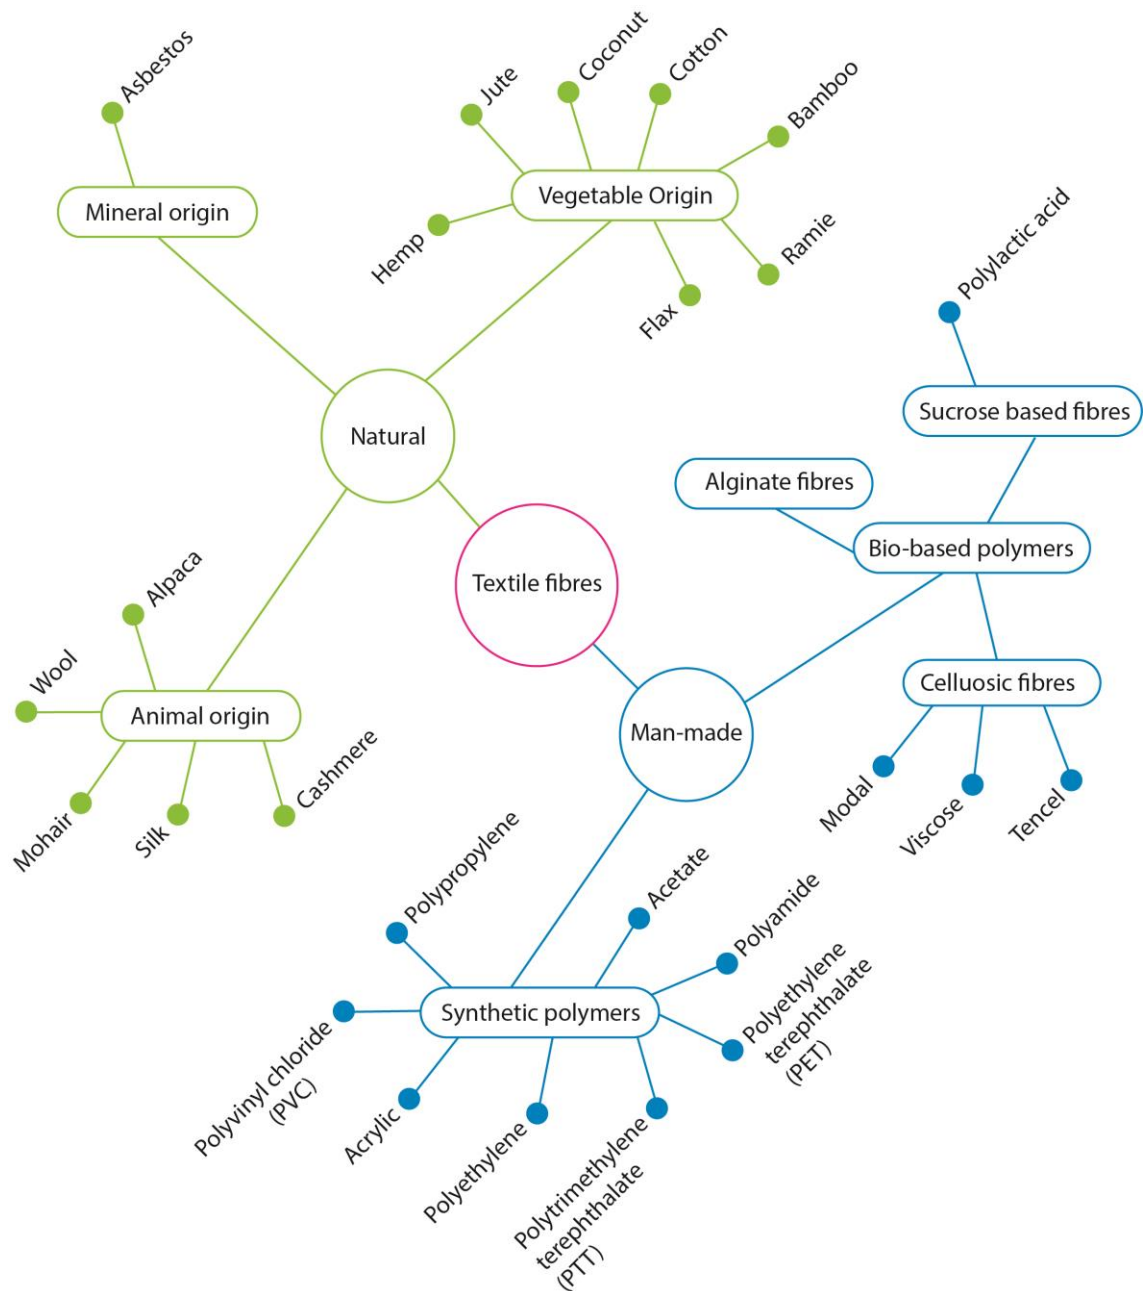 Asbestos
Mineral origin
Jute
Coconut
Cotton
Bamboo
Vegetable Origin
Hemp
Flax
Ramie
Natural
Textile fibres
Polylactic acid
Sucrose based fibres
Alginate fibres
Bio-based polymers
Celluosic fibres
Modal
Viscose
Tencel
Man-made
Alpaca
Wool
Animal origin
Mohair
Silk
Cashmere
Polypropylene
Acetate
Polyamide
Synthetic polymers
Polyethylene
terephthalate
(PET)
Polyvinyl chloride
(PVC)
Acrylic
Polyethylene
Polytrimethylene
terephthalate
(PTT)